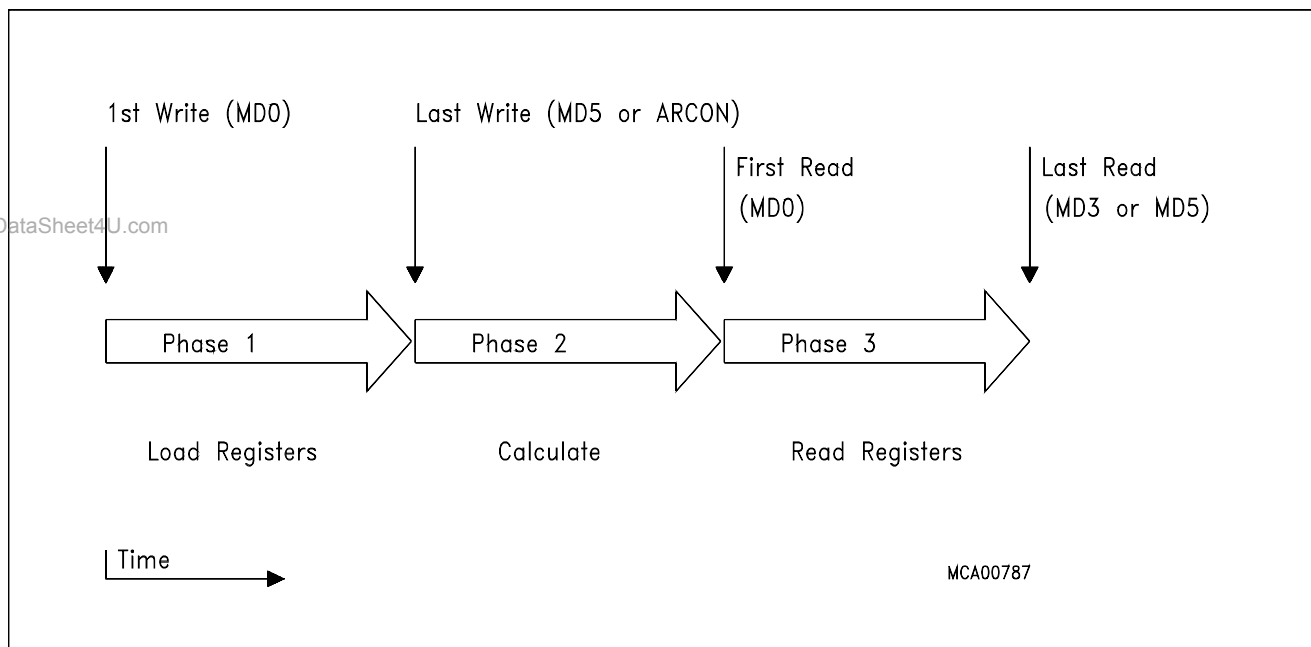 1st Write (MD0)
Last Write (MD5 or ARCON)
First Read
(MD0)
Last Read
(MD3 or MD5)
DataSheet4U.com
Phase 1
Phase 2
Phase 3
Load Registers
Calculate
Read Registers
Time
MCA00787